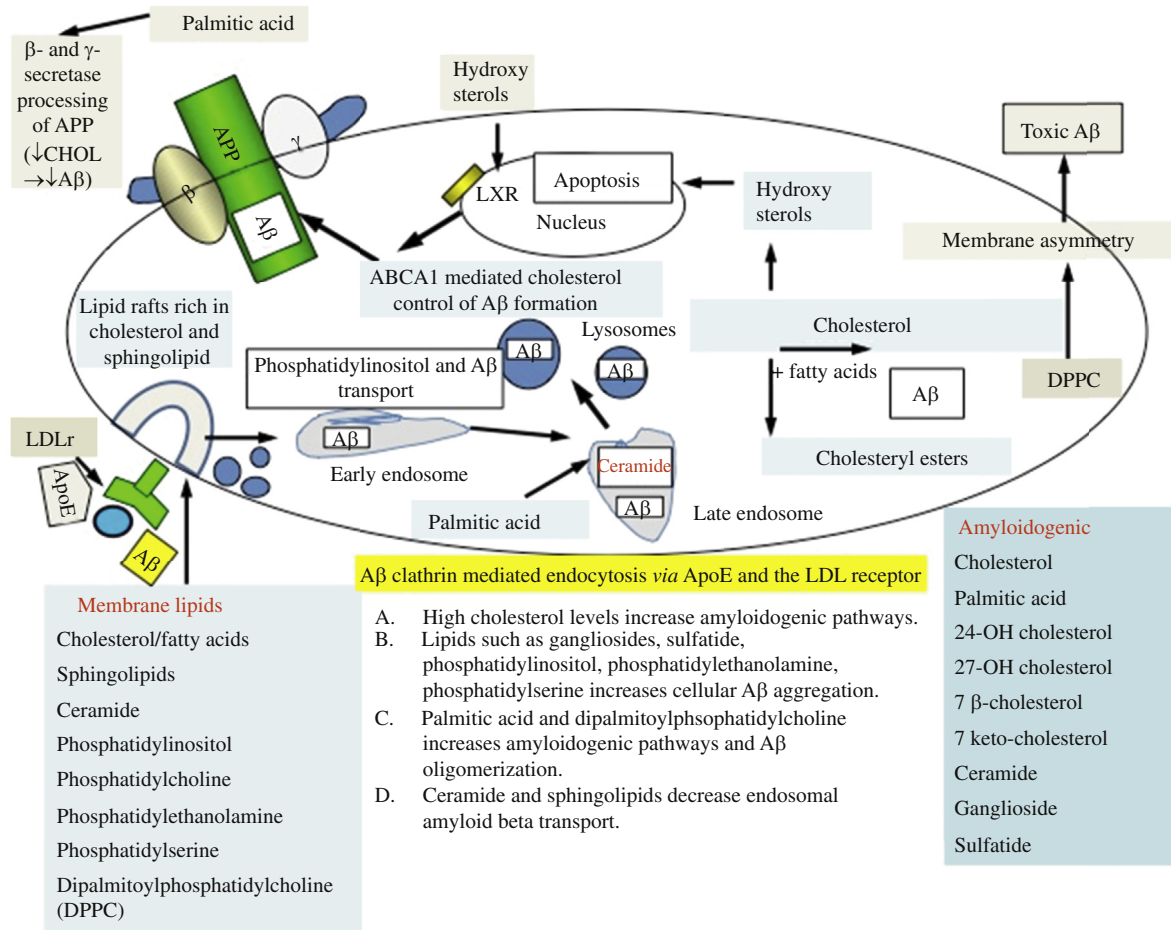 Palmitic acid
β- and γ-
secretase
processing
of APP
(↓CHOL
→↓Aβ)
APP
γ
β
Aβ
Hydroxy
sterols
LXR
Apoptosis
Nucleus
Hydroxy
sterols
Toxic Aβ
Membrane asymmetry
ABCA1 mediated cholesterol
control of Aβ formation
Lipid rafts rich in
cholesterol and
sphingolipid
Cholesterol
+ fatty acids
Aβ
DPPC
Cholesteryl esters
Lysosomes
Aβ
Aβ
Phosphatidylinositol and Aβ
transport
Aβ
Early endosome
LDLr
ApoE
Aβ
Ceramide
Aβ
Late endosome
Palmitic acid
Aβ clathrin mediated endocytosis via ApoE and the LDL receptor
Membrane lipids
Cholesterol/fatty acids
Sphingolipids
Ceramide
Phosphatidylinositol
Phosphatidylcholine
Phosphatidylethanolamine
Phosphatidylserine
Dipalmitoylphosphatidylcholine
(DPPC)
A. High cholesterol levels increase amyloidogenic pathways.
B. Lipids such as gangliosides, sulfatide,
phosphatidylinositol, phosphatidylethanolamine,
phosphatidylserine increases cellular Aβ aggregation.
C. Palmitic acid and dipalmitoylphsophatidylcholine
increases amyloidogenic pathways and Aβ
oligomerization.
D. Ceramide and sphingolipids decrease endosomal
amyloid beta transport.
Amyloidogenic
Cholesterol
Palmitic acid
24-OH cholesterol
27-OH cholesterol
7 β-cholesterol
7 keto-cholesterol
Ceramide
Ganglioside
Sulfatide